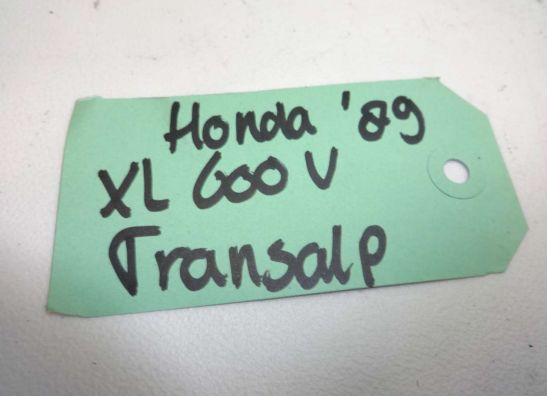 Honda '89
XL 600 V
Transalp